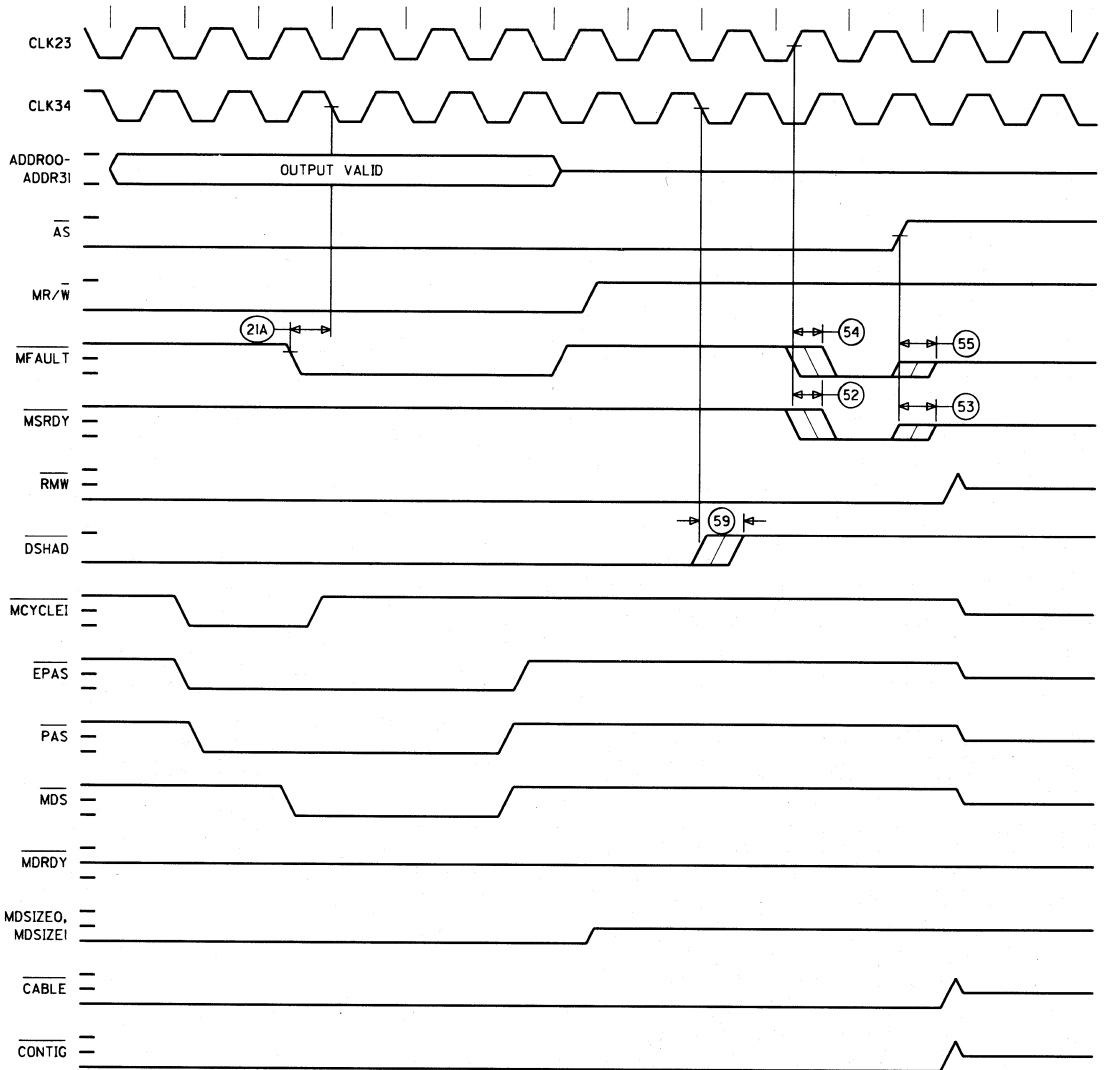 CLK23
CLK34
ADDR00-
ADDR31
OUTPUT VALID
AS
MR/W
21A
54
MFAULT
55
52
MSRDY
53
RMW
59
DSHAD
MCYCLEI
EPAS
PAS
MDS
MDRDY
MDSIZE0,
MDSIZE1
CABLE
CONTIG